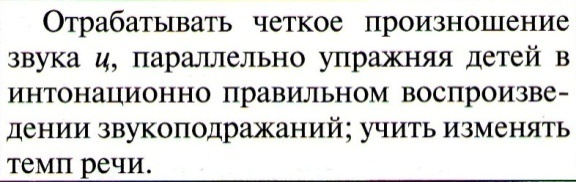 Отрабатывать четкое произношение
звука ц, параллельно упражняя детей в
интонационно правильном воспроизве-
дении звукоподражаний; учить изменять
темп речи.